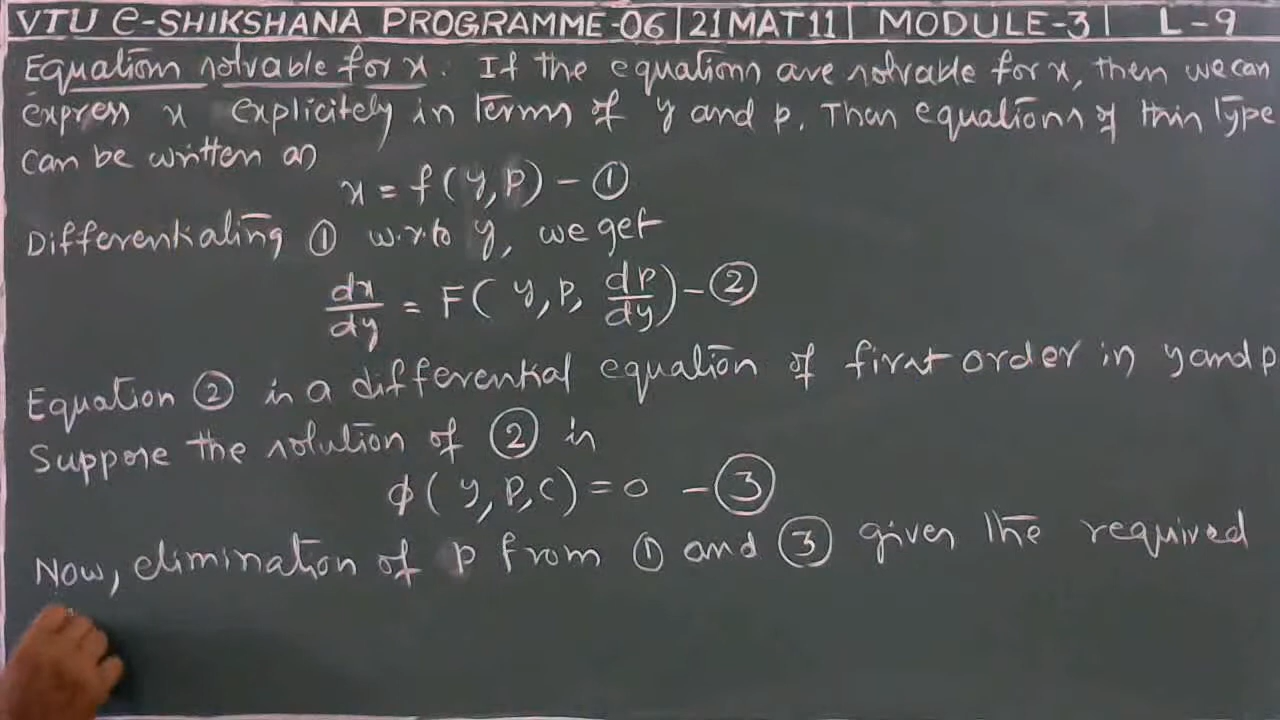 VTU e-SHIKSHANA PROGRAMME-06 | 21MAT11 | MODULE-3 | L-9
Equations solvable for x. If the equations are solvable for x, then we can
express x explicitely in terms of y and p. Then equations of this type
can be written as
x = f(y, p) - ①
Differentiating ① w.r.to y, we get
dx/dy = F(y, p, dp/dy) - ②
Equation ② is a differential equation of first order in y and p
Suppose the solution of ② is
φ(y, p, c) = 0 - ③
Now, elimination of p from ① and ③ gives the required